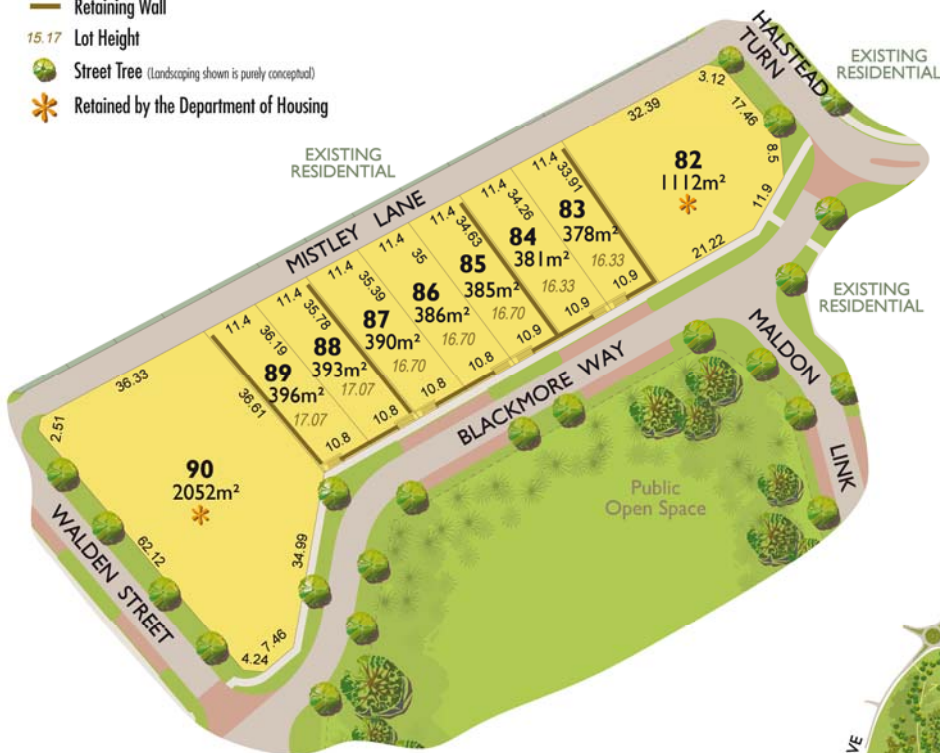 Retaining Wall
15.17 Lot Height
Street Tree (Landscaping shown is purely conceptual)
Retained by the Department of Housing
HALSTEAD
TURN
EXISTING
RESIDENTIAL
EXISTING
RESIDENTIAL
MISTLEY LANE
3.12
32.39
17.46
8.5
11.9
21.22
82
1112m²
11.4
33.91
83
378m²
16.33
10.9
11.4
34.26
84
381m²
16.33
10.9
11.4
34.63
85
385m²
16.70
10.9
11.4
35
86
386m²
16.70
10.8
11.4
35.39
87
390m²
16.70
10.8
11.4
35.78
88
393m²
17.07
10.8
11.4
36.19
89
396m²
17.07
10.8
36.61
36.33
2.51
90
2052m²
62.12
34.99
7.46
4.24
EXISTING
RESIDENTIAL
MALDON
LINK
BLACKMORE WAY
Public
Open Space
WALDEN STREET
VE